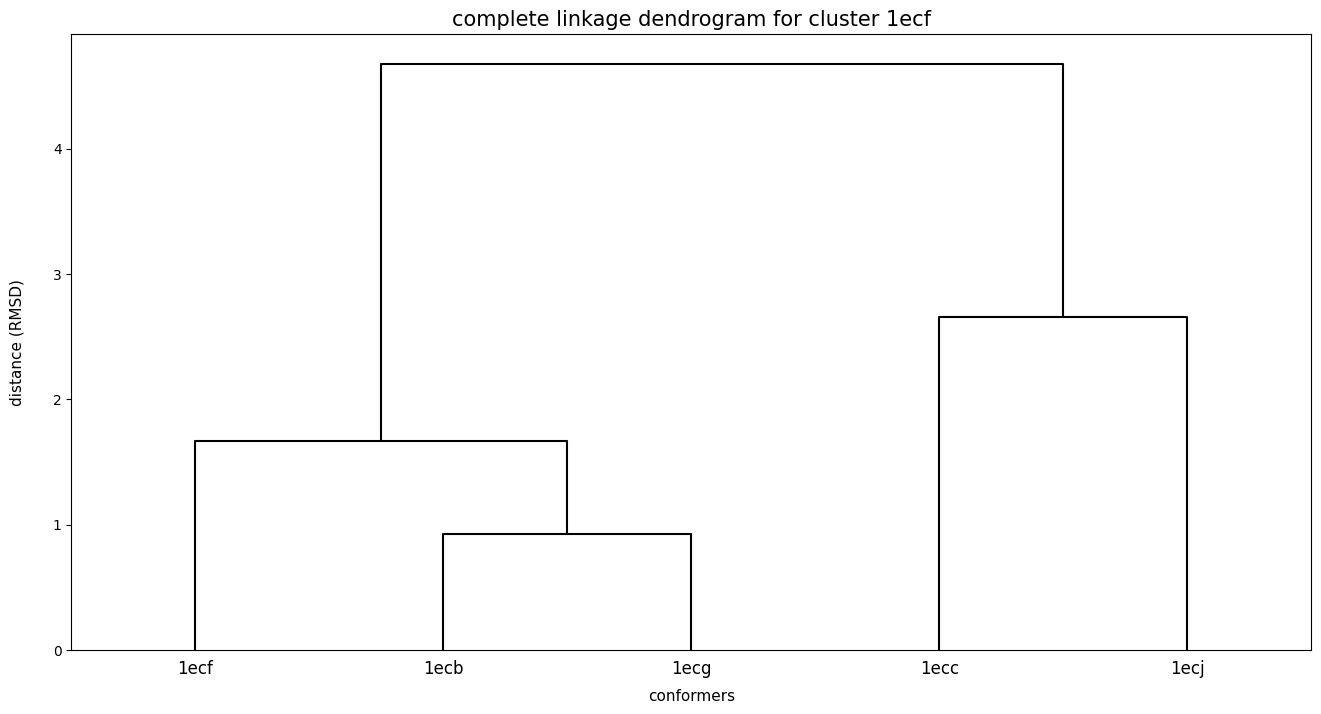 complete linkage dendrogram for cluster 1ecf
4
3
2
1
0
distance (RMSD)
1ecf 1ecb 1ecg 1ecc 1ecj
conformers